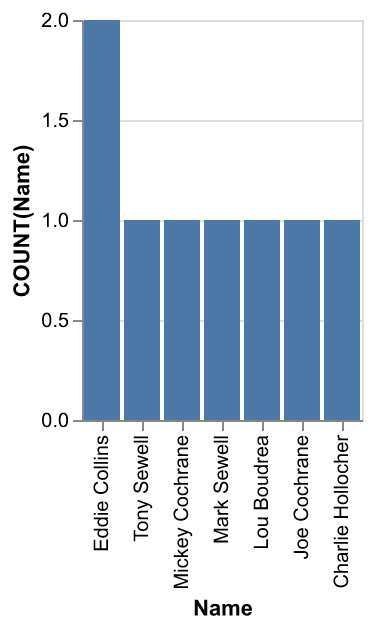 2.0
1.5
1.0
0.5
0.0
COUNT(Name)
Eddie Collins
Tony Sewell
Mickey Cochrane
Mark Sewell
Lou Boudrea
Joe Cochrane
Charlie Hollocher
Name